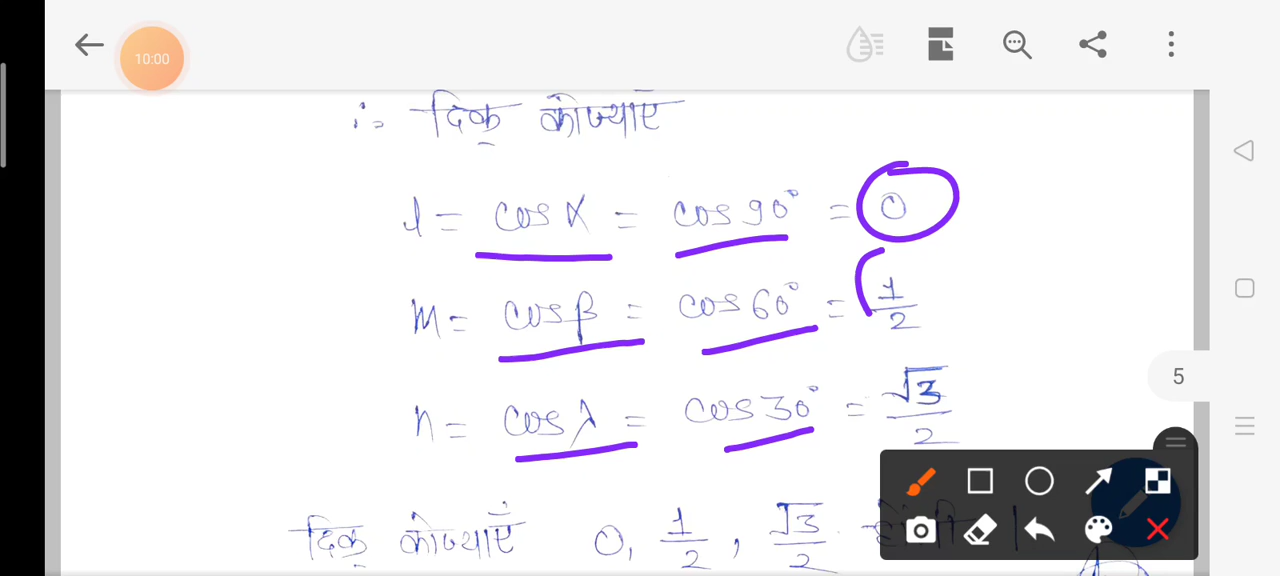 10:00
∴ दिक् कोज्याएँ
l = cos α = cos 90° = 0
m = cos β = cos 60° = 1/2
n = cos λ = cos 30° = √3/2
5
दिक् कोज्याएँ 0, 1/2, √3/2